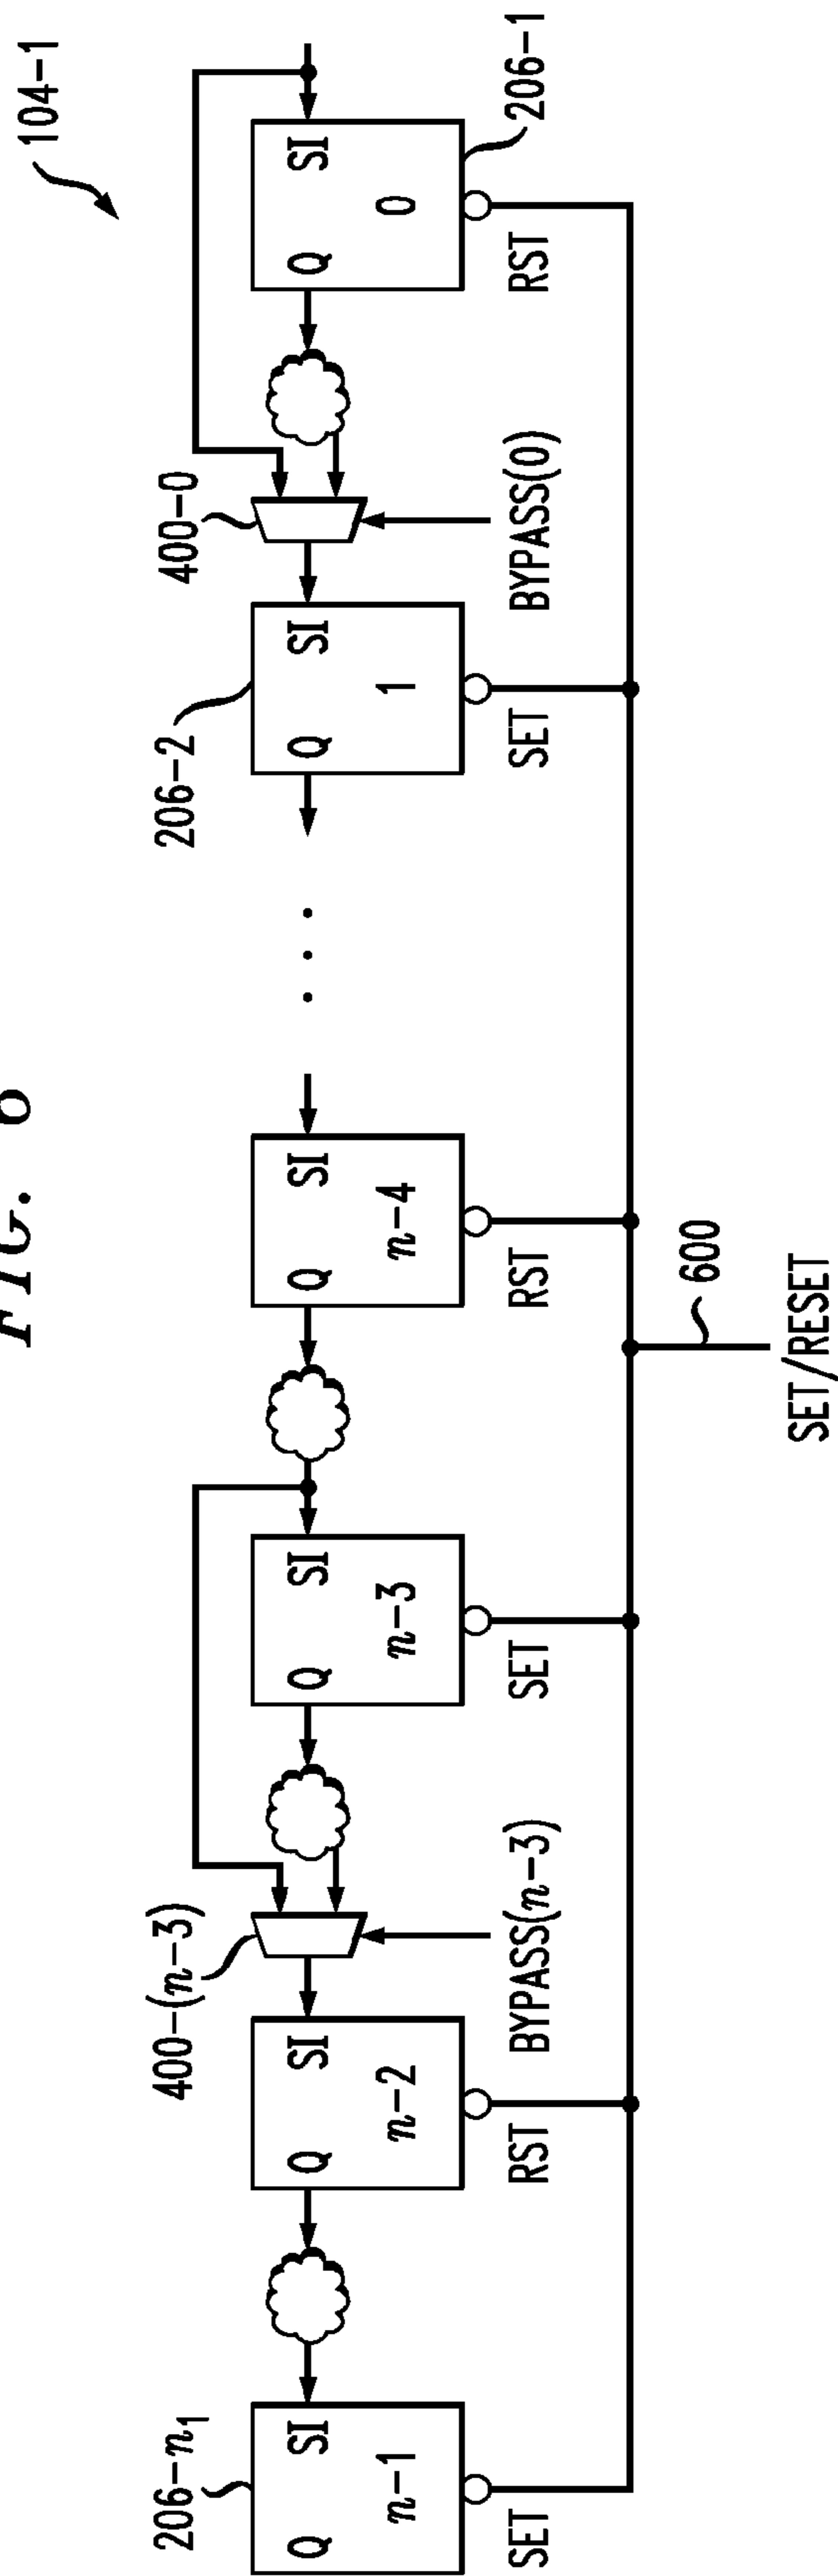 FIG. 6
104-1
206-n₁
400-(n-3)
206-2
400-0
Q SI
Q SI
Q SI
Q SI
Q SI
Q SI
n-1
n-2
n-3
n-4
1
0
SET
RST
BYPASS(n-3)
SET
RST
SET
BYPASS(0)
RST
206-1
600
SET/RESET